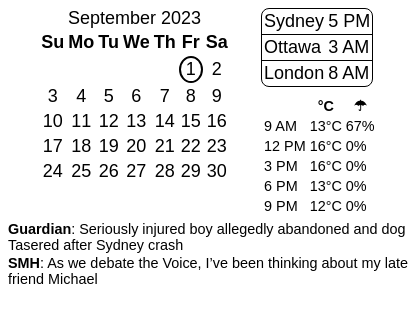 September 2023
Su Mo Tu We Th Fr Sa
1 2
3 4 5 6 7 8 9
10 11 12 13 14 15 16
17 18 19 20 21 22 23
24 25 26 27 28 29 30
Sydney 5 PM
Ottawa 3 AM
London 8 AM
°C ☂
9 AM 13°C 67%
12 PM 16°C 0%
3 PM 16°C 0%
6 PM 13°C 0%
9 PM 12°C 0%
Guardian: Seriously injured boy allegedly abandoned and dog
Tasered after Sydney crash
SMH: As we debate the Voice, I’ve been thinking about my late
friend Michael